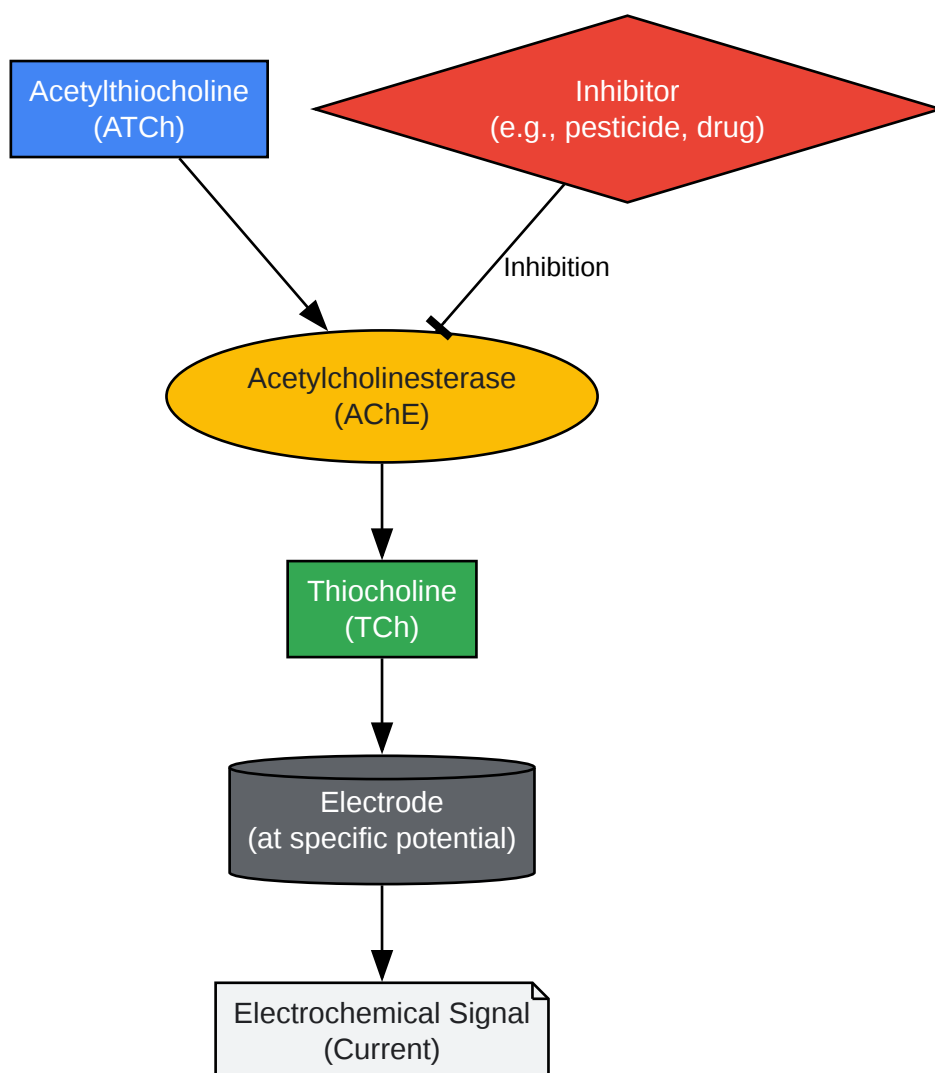 Acetylthiocholine
(ATCh)
Inhibitor
(e.g., pesticide, drug)
Inhibition
Acetylcholinesterase
(AChE)
Thiocholine
(TCh)
Electrode
(at specific potential)
Electrochemical Signal
(Current)